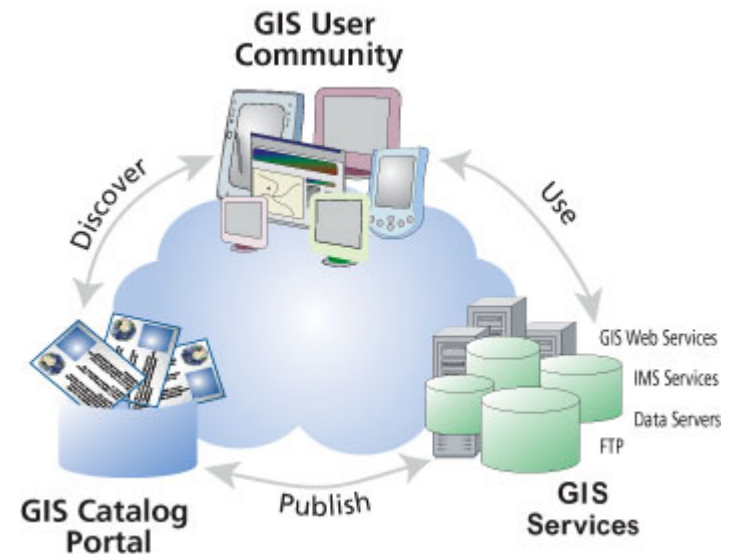 GIS User
Community
Discover
Use
GIS Web Services
IMS Services
Data Servers
FTP
GIS
Services
Publish
GIS Catalog
Portal